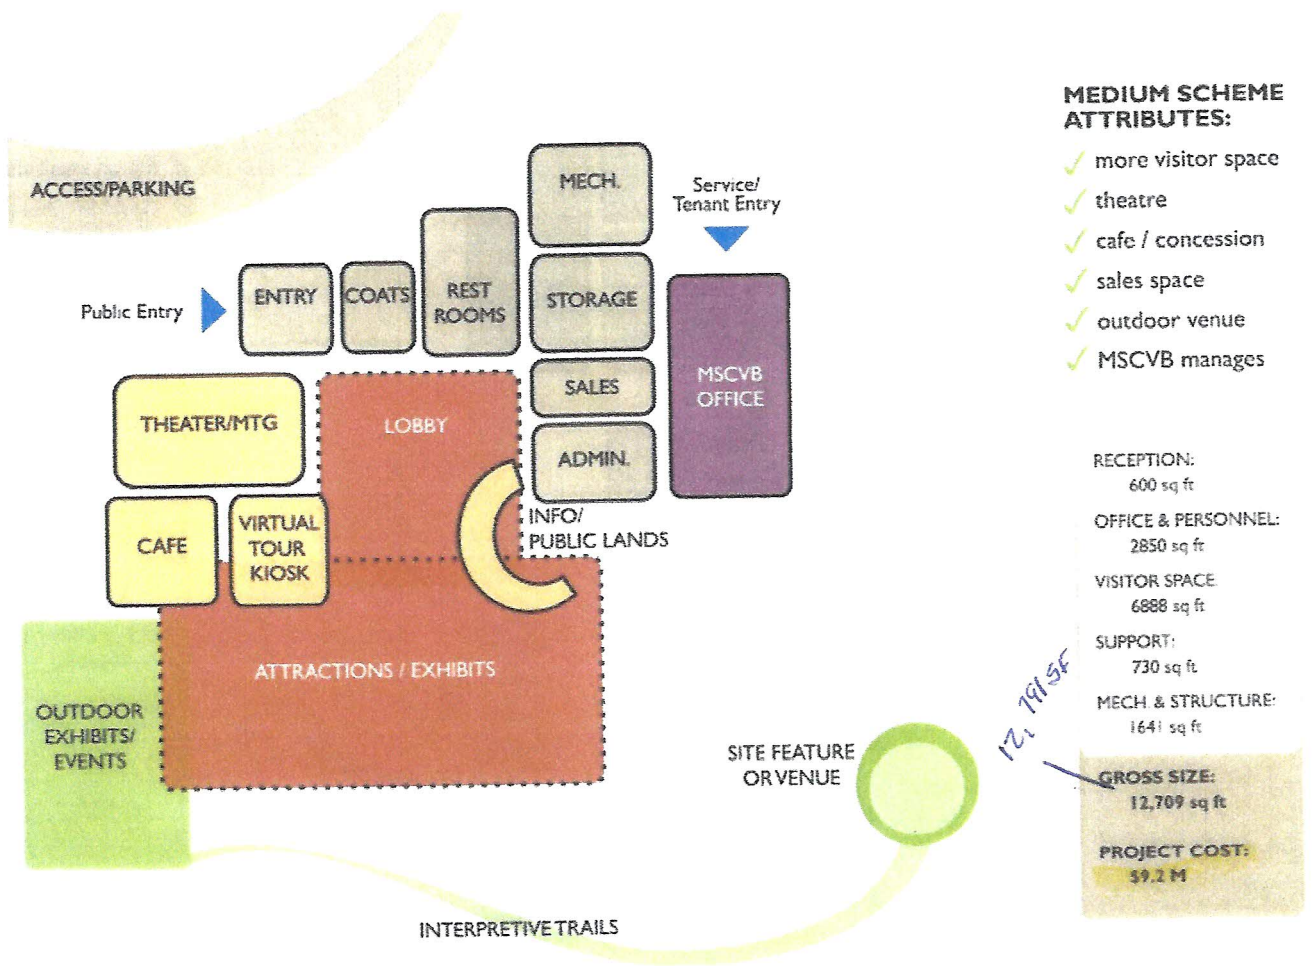 MEDIUM SCHEME
ATTRIBUTES:
more visitor space
theatre
cafe / concession
sales space
outdoor venue
MSCVB manages
ACCESS/PARKING
MECH.
Service/
Tenant Entry
Public Entry
ENTRY
COATS
REST
ROOMS
STORAGE
SALES
ADMIN.
MSCVB
OFFICE
THEATER/MTG
LOBBY
CAFE
VIRTUAL
TOUR
KIOSK
INFO/
PUBLIC LANDS
ATTRACTIONS / EXHIBITS
OUTDOOR
EXHIBITS/
EVENTS
SITE FEATURE
OR VENUE
INTERPRETIVE TRAILS
RECEPTION:
600 sq ft
OFFICE & PERSONNEL:
2850 sq ft
VISITOR SPACE
6888 sq ft
SUPPORT:
730 sq ft
MECH. & STRUCTURE:
1641 sq ft
12,791 SF
GROSS SIZE:
12,709 sq ft
PROJECT COST:
$9.2 M